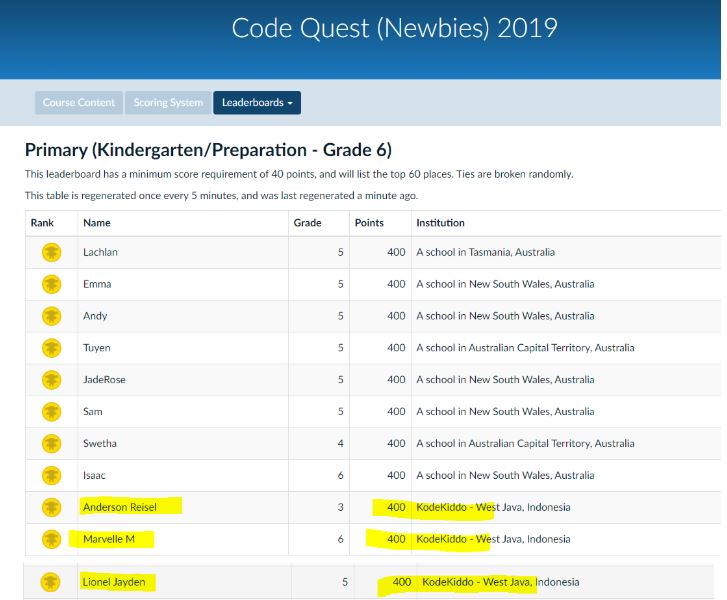 Code Quest (Newbies) 2019
Course Content Scoring System Leaderboards
Primary (Kindergarten/Preparation - Grade 6)
This leaderboard has a minimum score requirement of 40 points, and will list the top 60 places. Ties are broken randomly.
This table is regenerated once every 5 minutes, and was last regenerated a minute ago.
Rank Name Grade Points Institution
Lachlan 5 400 A school in Tasmania, Australia
Emma 5 400 A school in New South Wales, Australia
Andy 5 400 A school in New South Wales, Australia
Tuyen 5 400 A school in Australian Capital Territory, Australia
JadeRose 5 400 A school in New South Wales, Australia
Sam 5 400 A school in New South Wales, Australia
Swetha 4 400 A school in Australian Capital Territory, Australia
Isaac 6 400 A school in New South Wales, Australia
Anderson Reisel 3 400 KodeKiddo - West Java, Indonesia
Marvelle M 6 400 KodeKiddo - West Java, Indonesia
Lionel Jayden 5 400 KodeKiddo - West Java, Indonesia